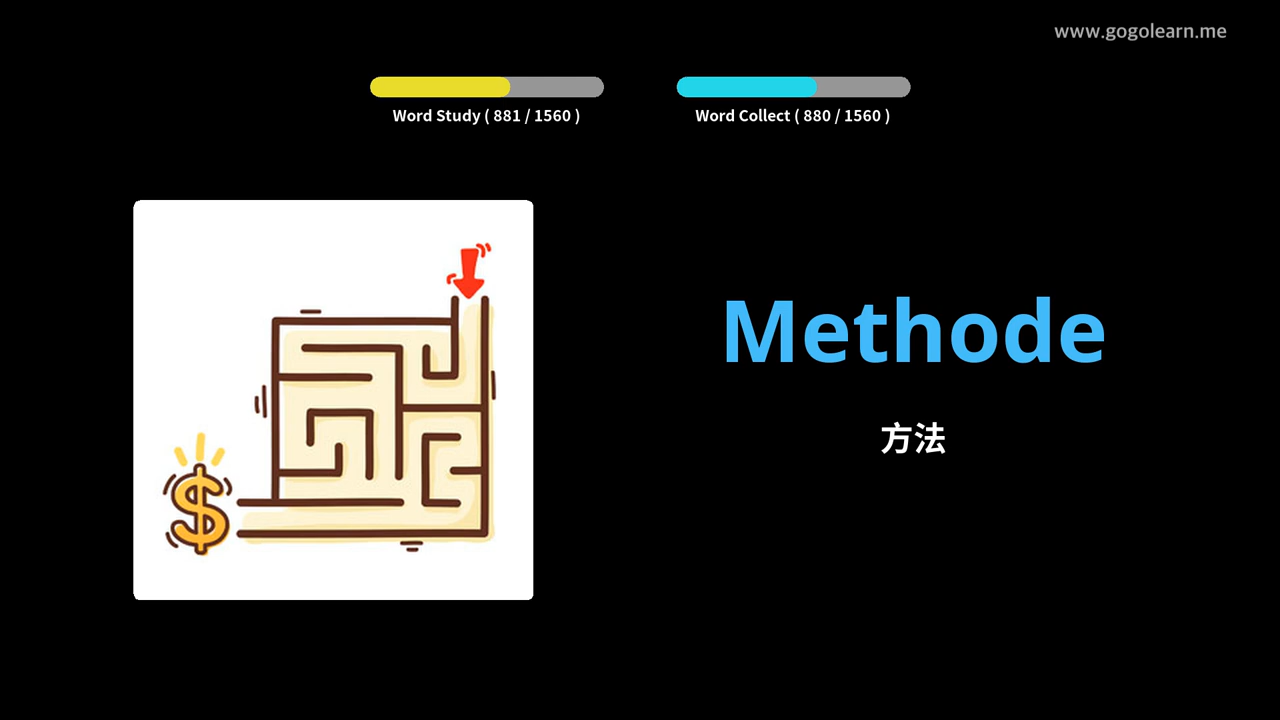 www.gogolearn.me
Word Study ( 881 / 1560 )
Word Collect ( 880 / 1560 )
$
Methode
方法